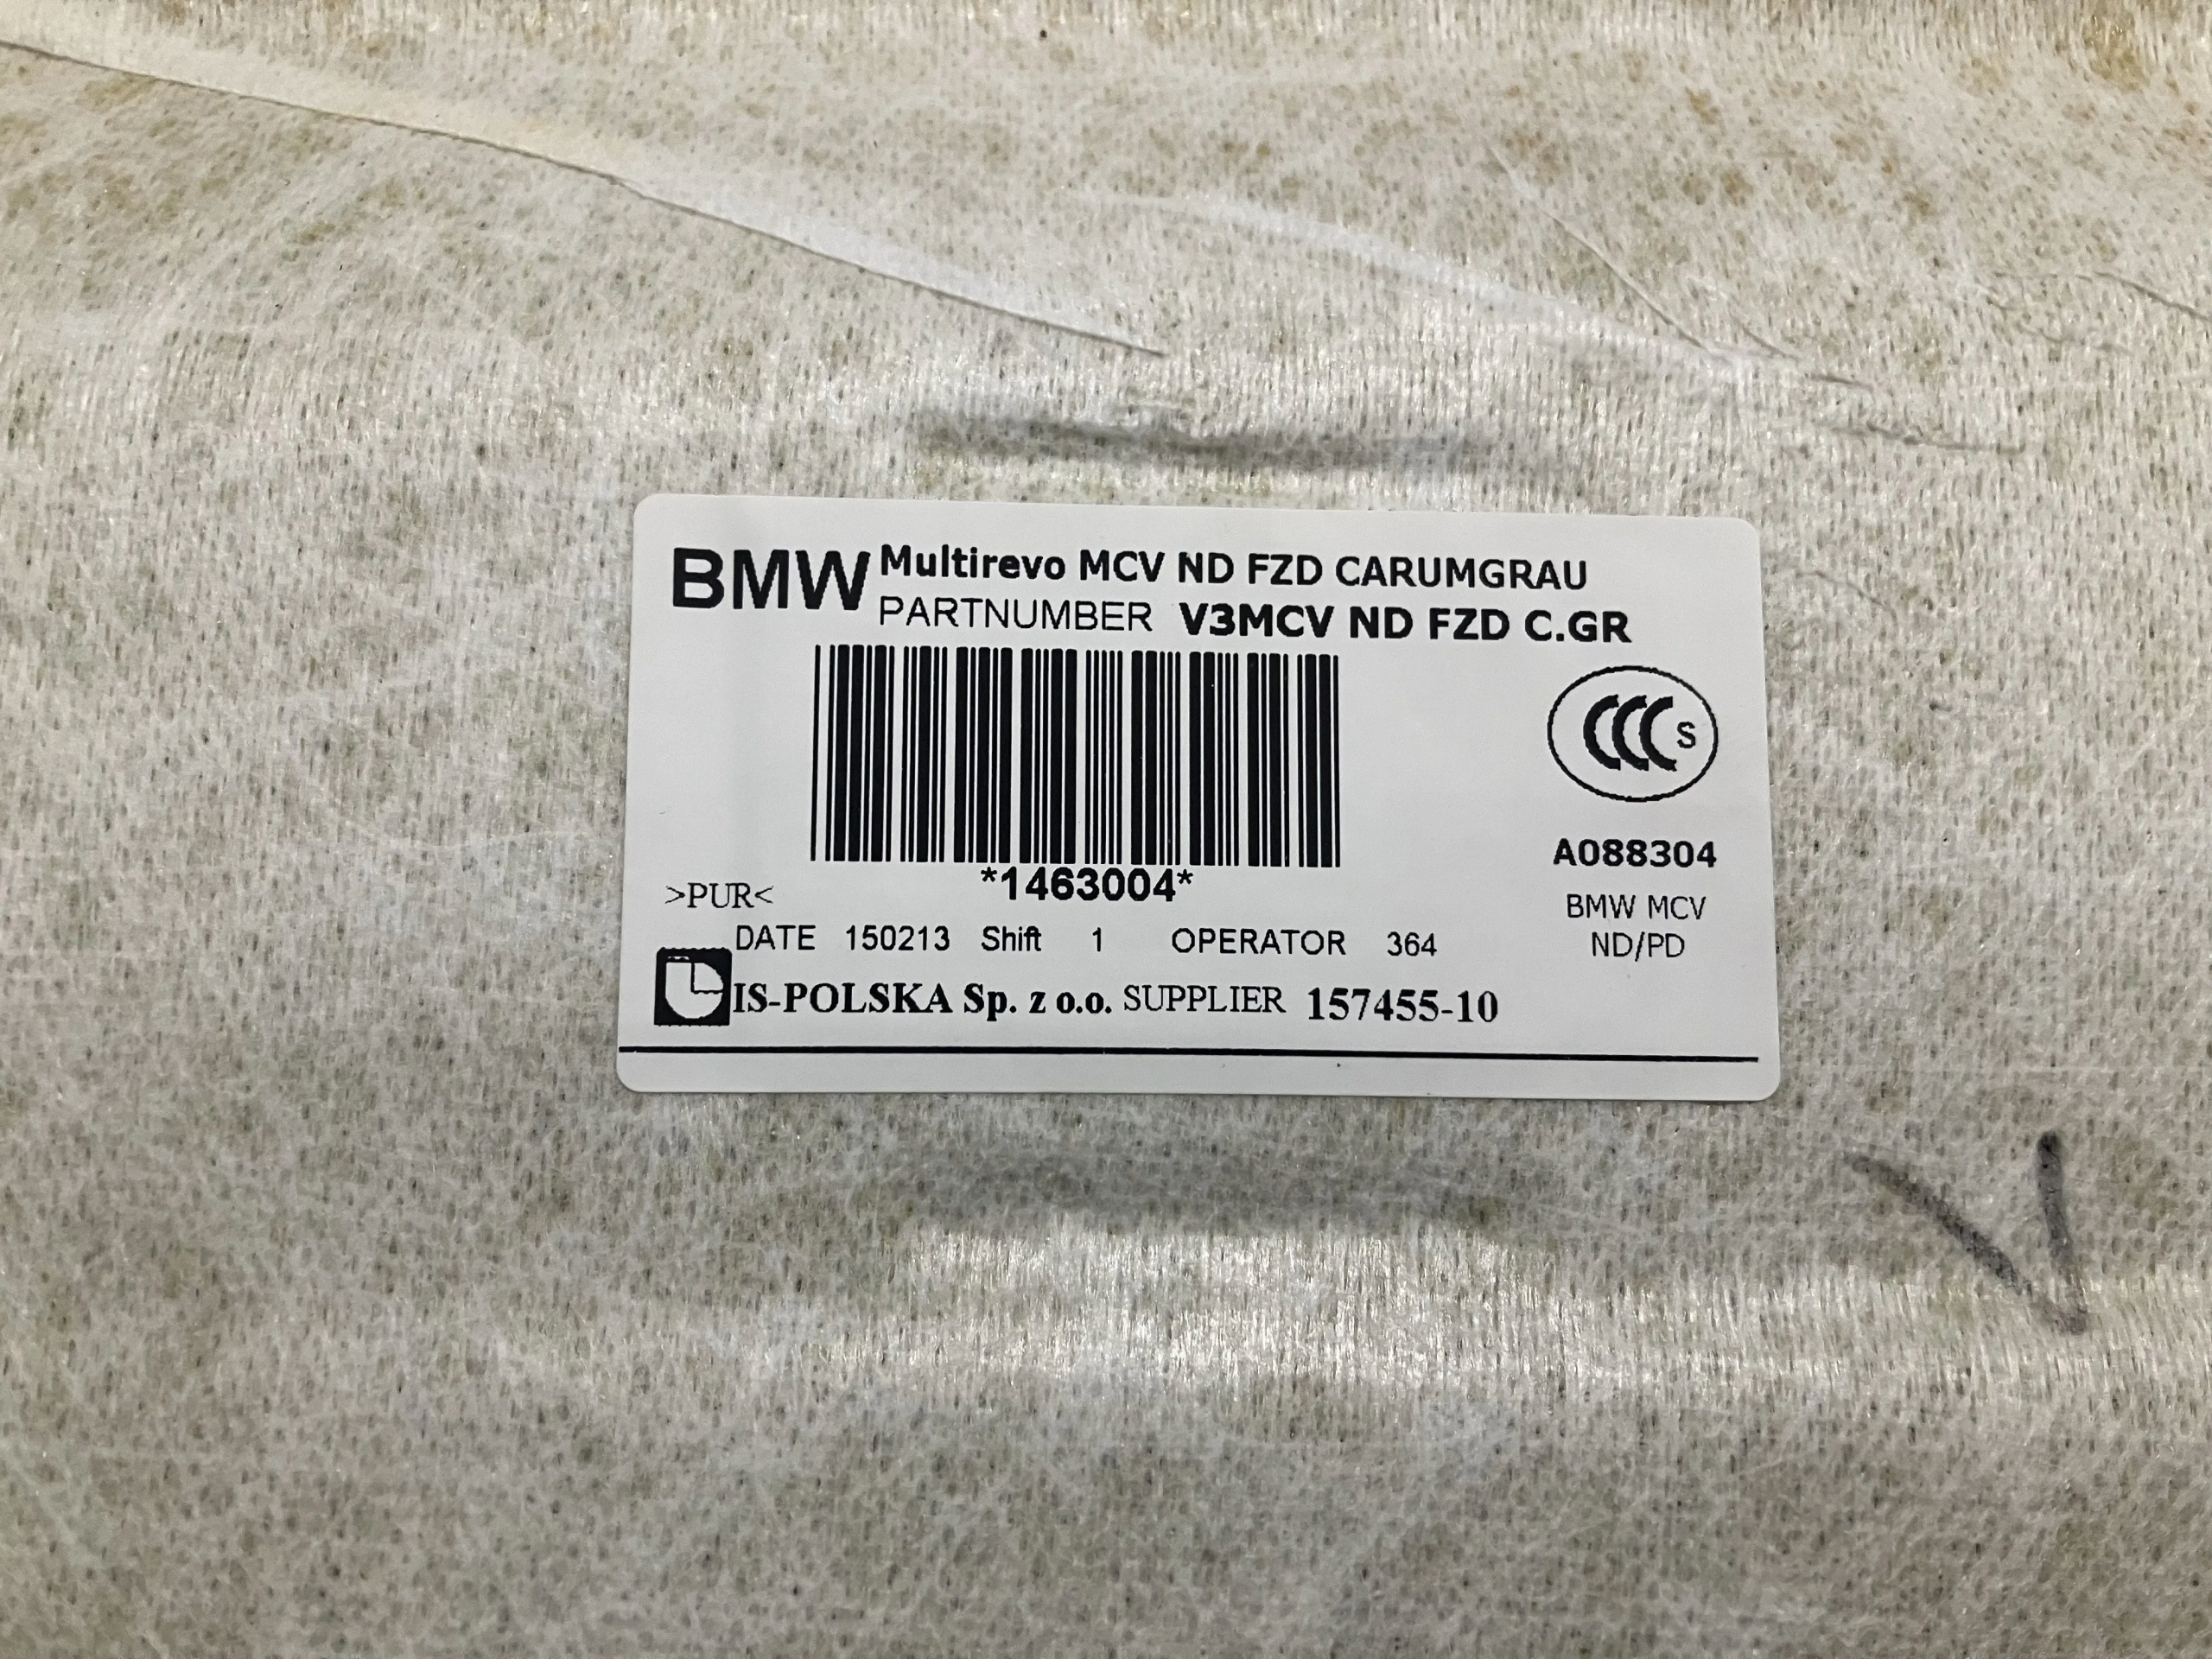 BMW Multirevo MCV ND FZD CARUMGRAU
PARTNUMBER V3MCV ND FZD C.GR
CCC S
*1463004*
A088304
>PUR<
BMW MCV
ND/PD
DATE 150213 Shift 1 OPERATOR 364
IS-POLSKA Sp. z o.o. SUPPLIER 157455-10